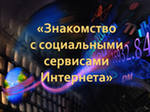 «Знакомство
с социальными
сервисами
Интернета»